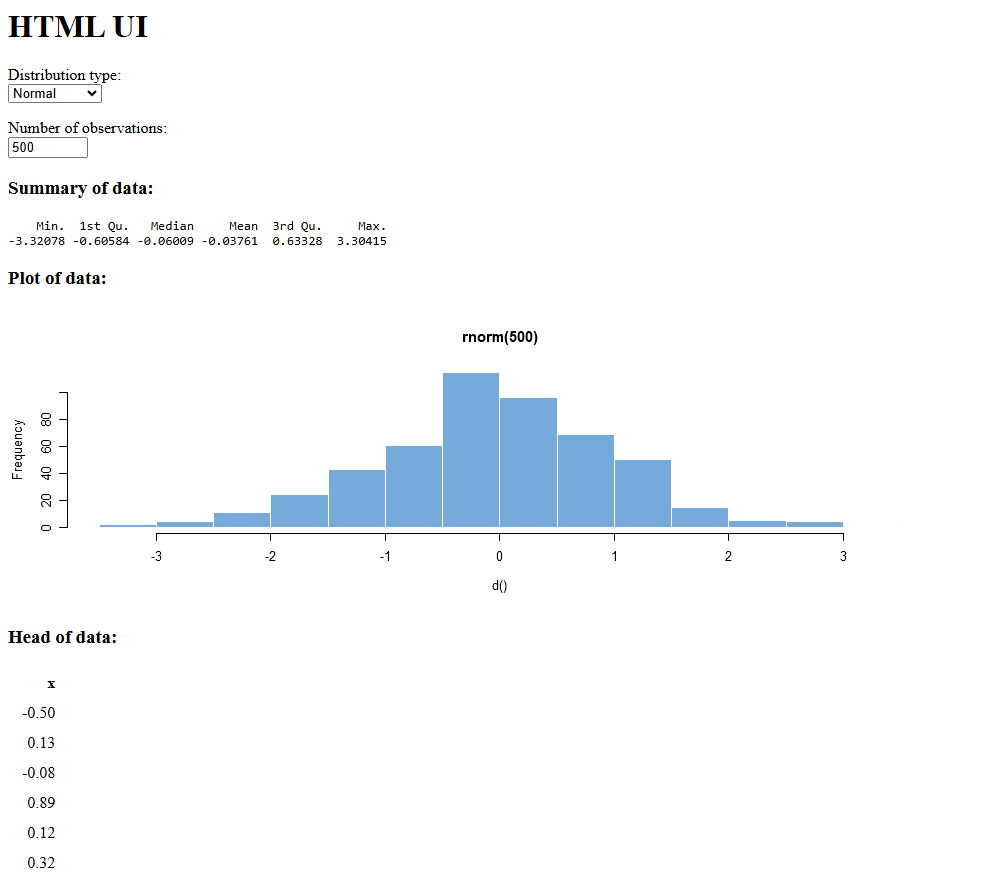 HTML UI
Distribution type:
Normal
Number of observations:
500
Summary of data:
Min. 1st Qu. Median Mean 3rd Qu. Max.
-3.32078 -0.60584 -0.06009 -0.03761 0.63328 3.30415
Plot of data:
rnorm(500)
Frequency
80
60
40
20
0
-3 -2 -1 0 1 2 3
d()
Head of data:
x
-0.50
0.13
-0.08
0.89
0.12
0.32